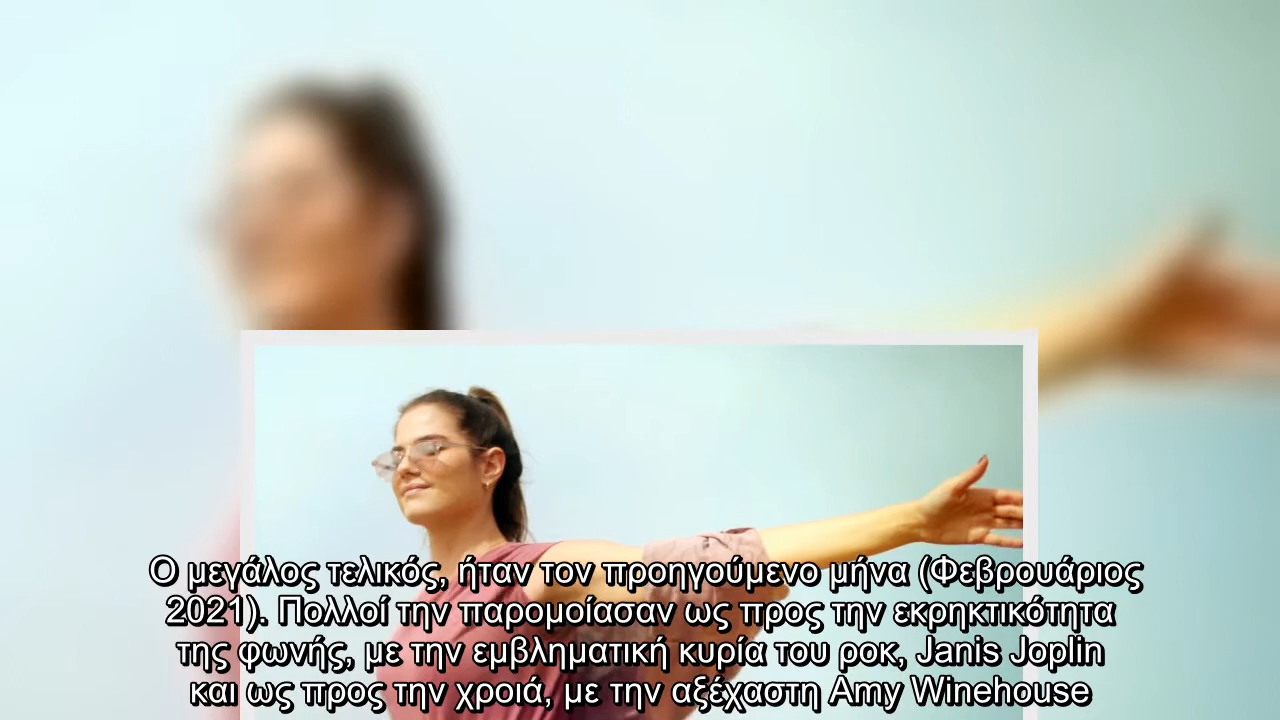 Ο μεγάλος τελικός, ήταν τον προηγούμενο μήνα (Φεβρουάριος
2021). Πολλοί την παρομοίασαν ως προς την εκρηκτικότητα
της φωνής, με την εμβληματική κυρία του ροκ, Janis Joplin
και ως προς την χροιά, με την αξέχαστη Amy Winehouse